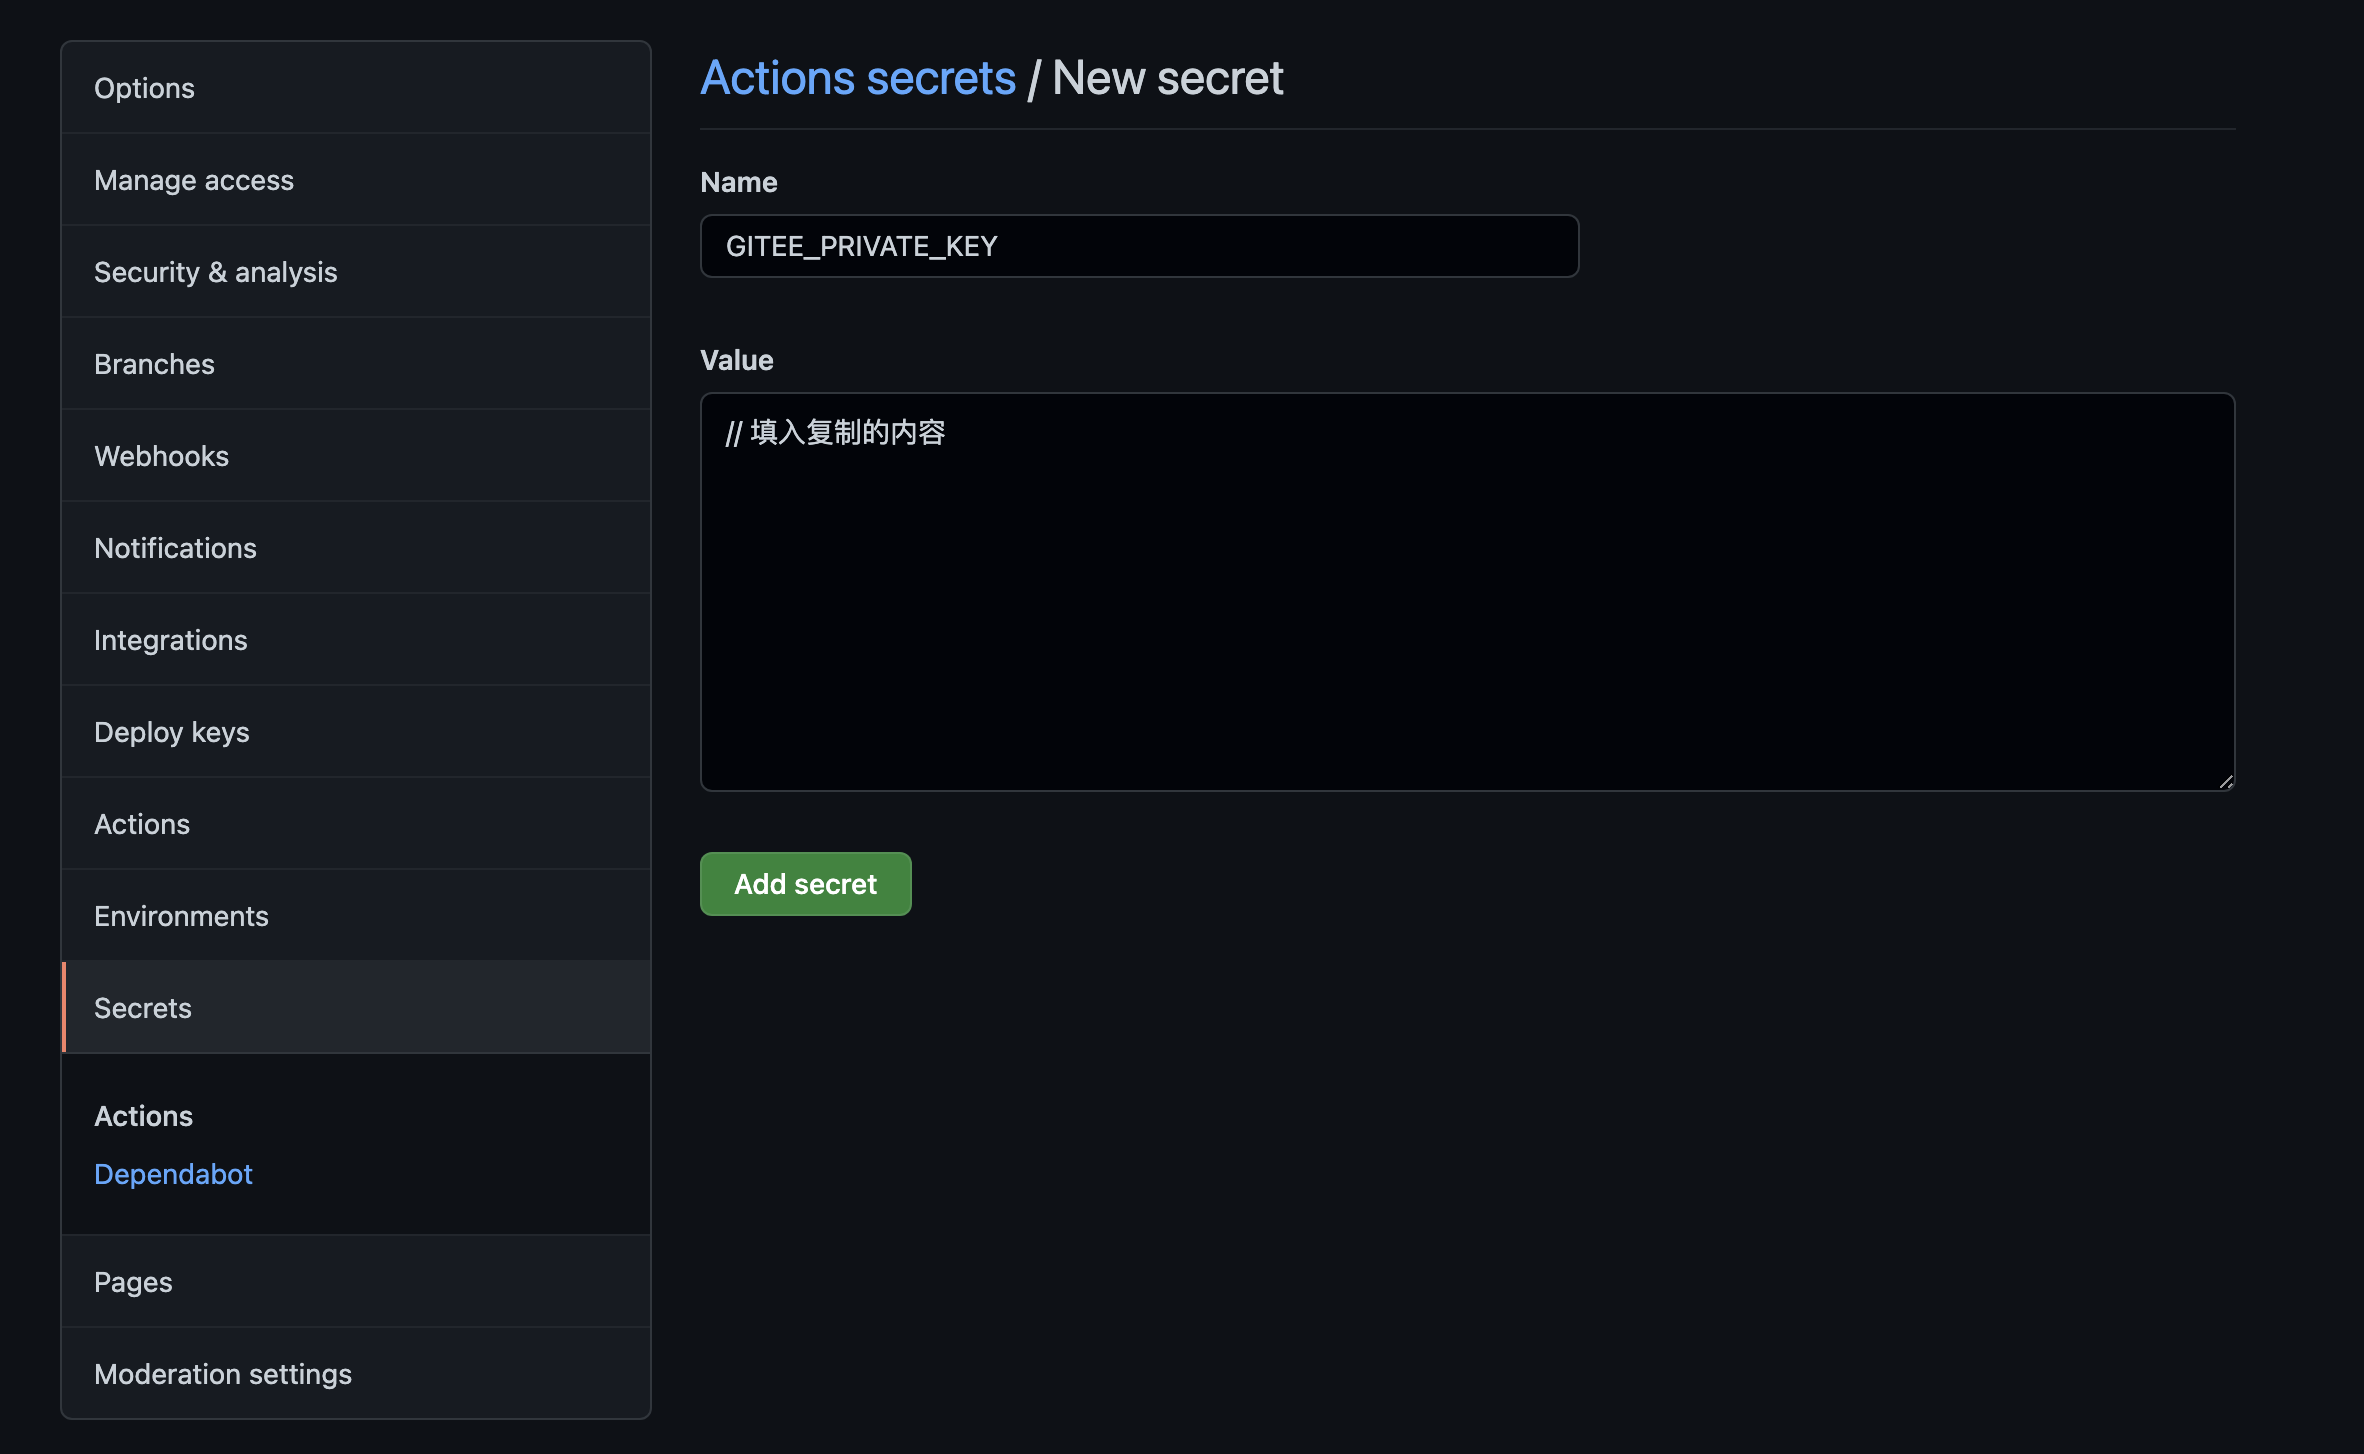 Options
Manage access
Security & analysis
Branches
Webhooks
Notifications
Integrations
Deploy keys
Actions
Environments
Secrets
Actions
Dependabot
Pages
Moderation settings
Actions secrets / New secret
Name
GITEE_PRIVATE_KEY
Value
// 填入复制的内容
Add secret